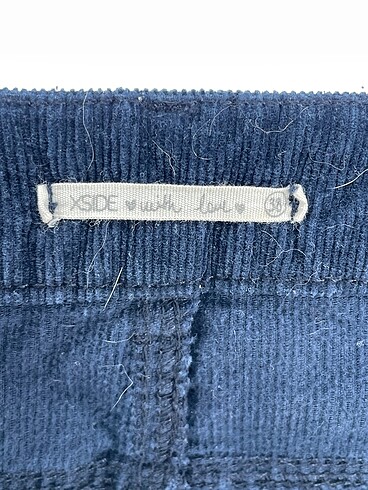 XSIDE ♥ with love ♥ 38